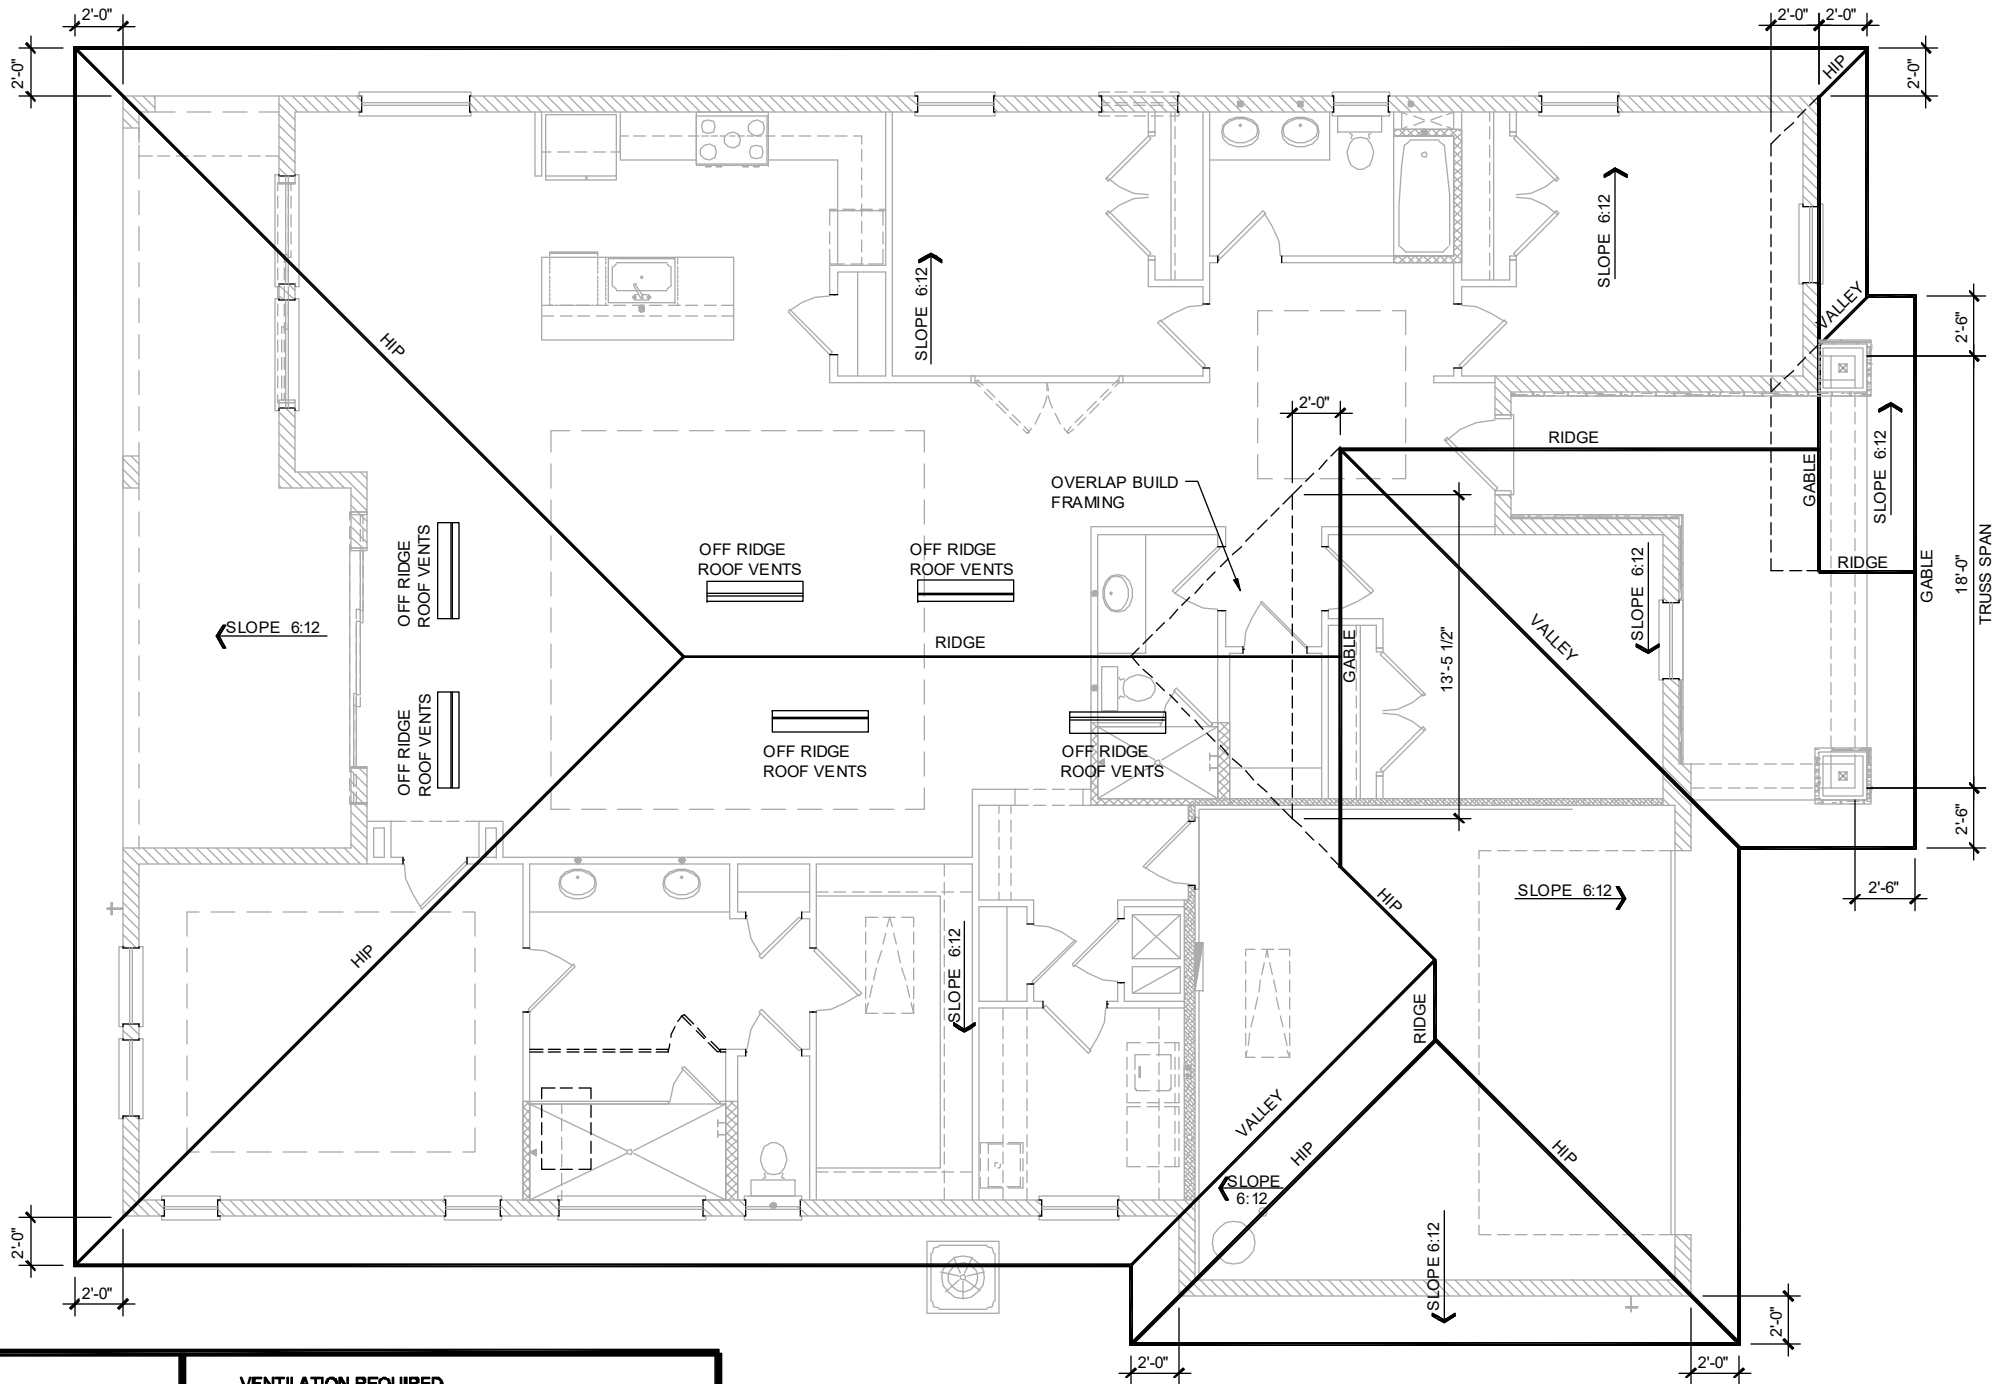 2'-0"
2'-0" 2'-0"
2'-0"
HIP
2'-0"
SLOPE 6:12
SLOPE 6:12
VALLEY
2'-6"
HIP
2'-0"
RIDGE
GABLE
SLOPE 6:12
OVERLAP BUILD
FRAMING
OFF RIDGE
ROOF VENTS
OFF RIDGE
ROOF VENTS
OFF RIDGE
ROOF VENTS
SLOPE 6:12
RIDGE
GABLE
18'-0"
TRUSS SPAN
SLOPE 6:12
RIDGE
GABLE
13'-5 1/2"
VALLEY
OFF RIDGE
ROOF VENTS
OFF RIDGE
ROOF VENTS
OFF RIDGE
ROOF VENTS
2'-6"
2'-6"
SLOPE 6:12
HIP
HIP
SLOPE 6:12
RIDGE
VALLEY
HIP
HIP
SLOPE
6:12
2'-0"
SLOPE 6:12
2'-0"
2'-0"
2'-0"
2'-0"
VENTILATION REQUIRED